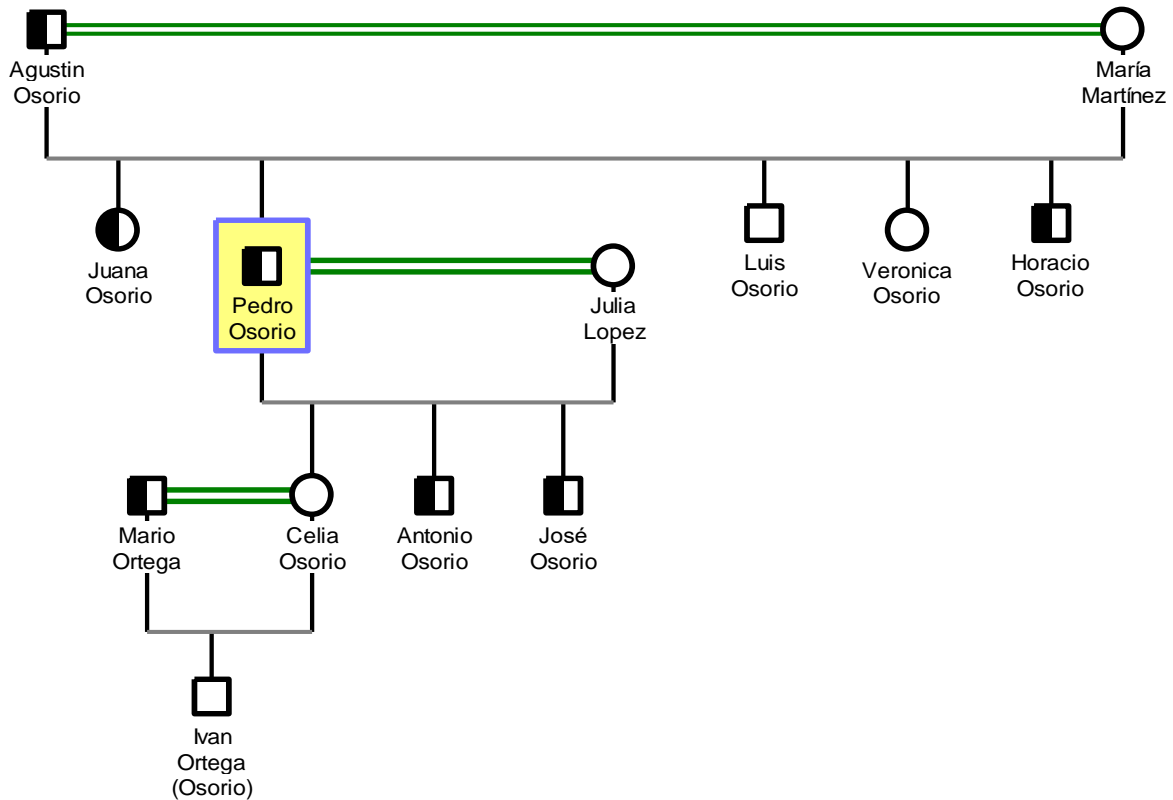 Agustin
Osorio
María
Martínez
Juana
Osorio
Pedro
Osorio
Julia
Lopez
Luis
Osorio
Veronica
Osorio
Horacio
Osorio
Mario
Ortega
Celia
Osorio
Antonio
Osorio
José
Osorio
Ivan
Ortega
(Osorio)